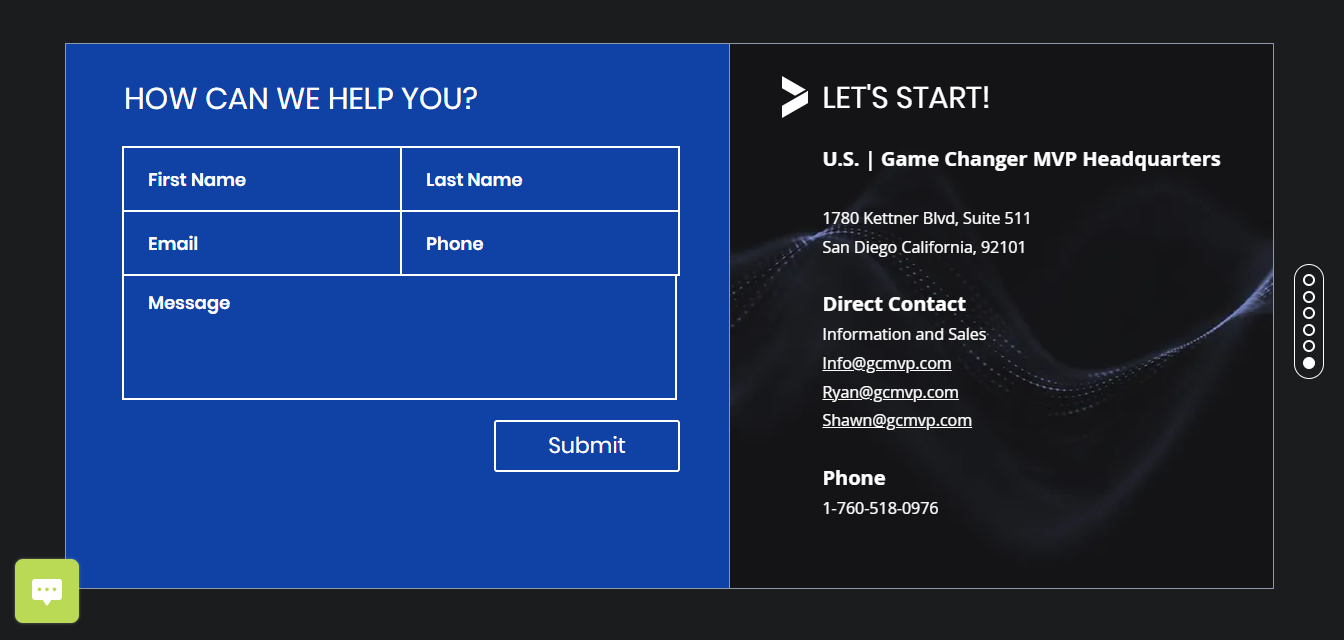 HOW CAN WE HELP YOU?
First Name
Last Name
Email
Phone
Message
Submit
LET'S START!
U.S. | Game Changer MVP Headquarters
1780 Kettner Blvd, Suite 511
San Diego California, 92101
Direct Contact
Information and Sales
Info@gcmvp.com
Ryan@gcmvp.com
Shawn@gcmvp.com
Phone
1-760-518-0976